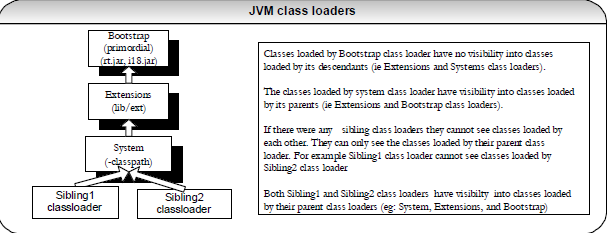 JVM class loaders
Bootstrap
(primordial)
(rt.jar, i18.jar)
Extensions
(lib/ext)
System
(-classpath)
Sibling1
classloader
Sibling2
classloader
Classes loaded by Bootstrap class loader have no visibility into classes
loaded by its descendants (ie Extensions and Systems class loaders).
The classes loaded by system class loader have visibility into classes loaded
by its parents (ie Extensions and Bootstrap class loaders).
If there were any sibling class loaders they cannot see classes loaded by
each other. They can only see the classes loaded by their parent class
loader. For example Sibling1 class loader cannot see classes loaded by
Sibling2 class loader
Both Sibling1 and Sibling2 class loaders have visibilty into classes loaded
by their parent class loaders (eg: System, Extensions, and Bootstrap)